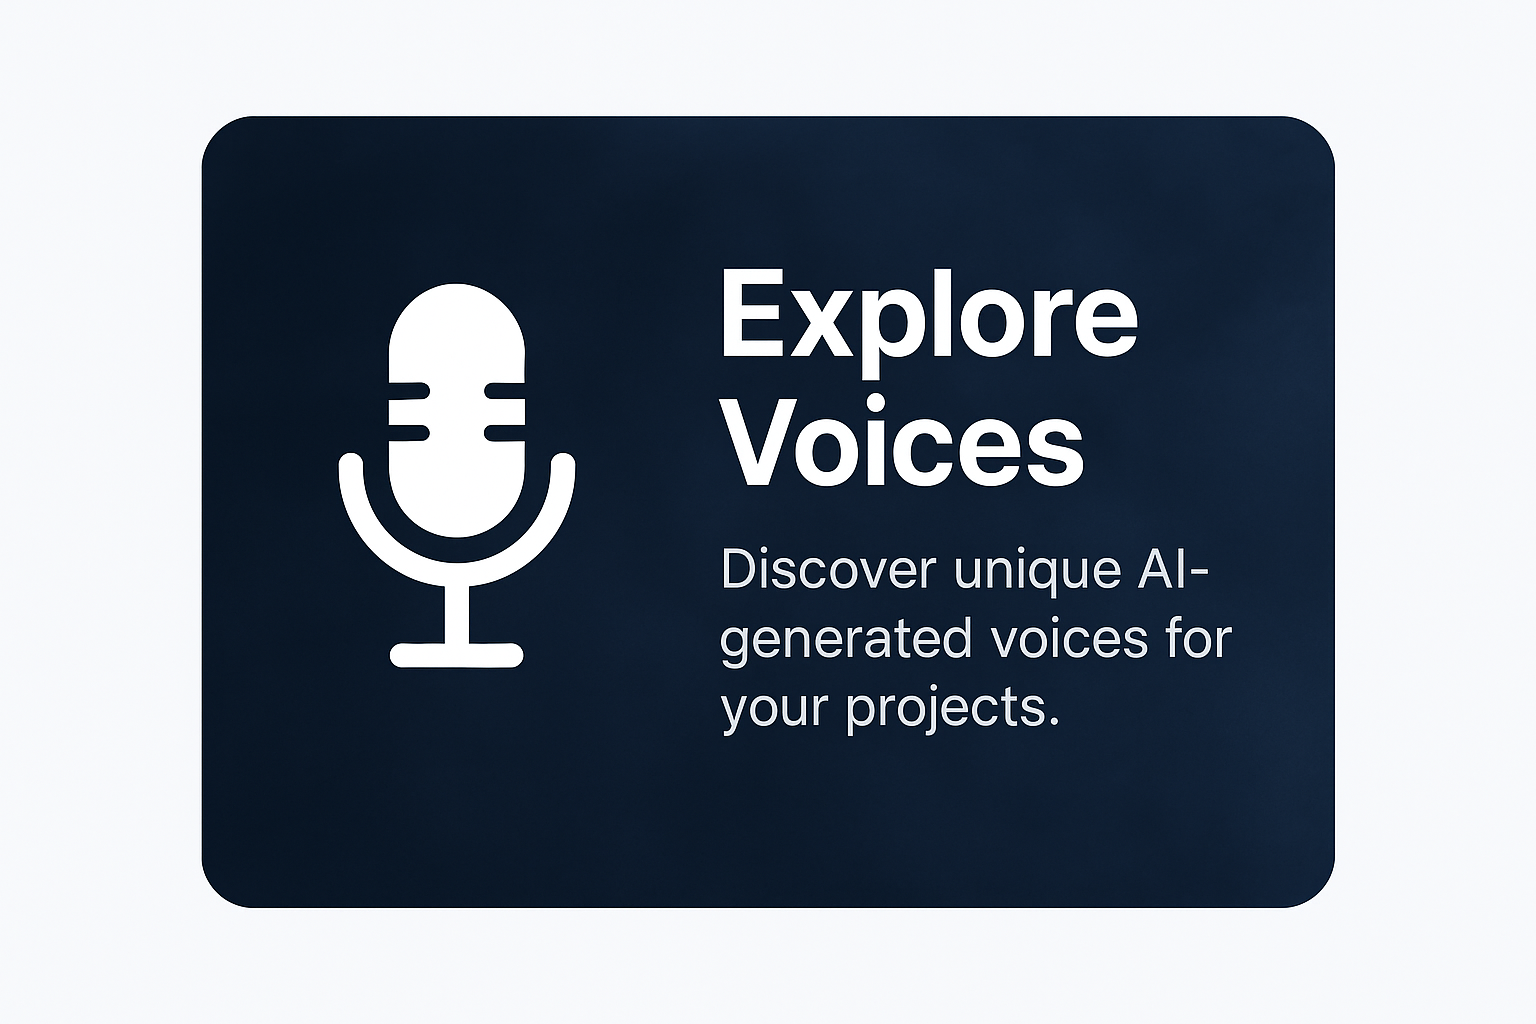 Explore
Voices
Discover unique AI-
generated voices for
your projects.